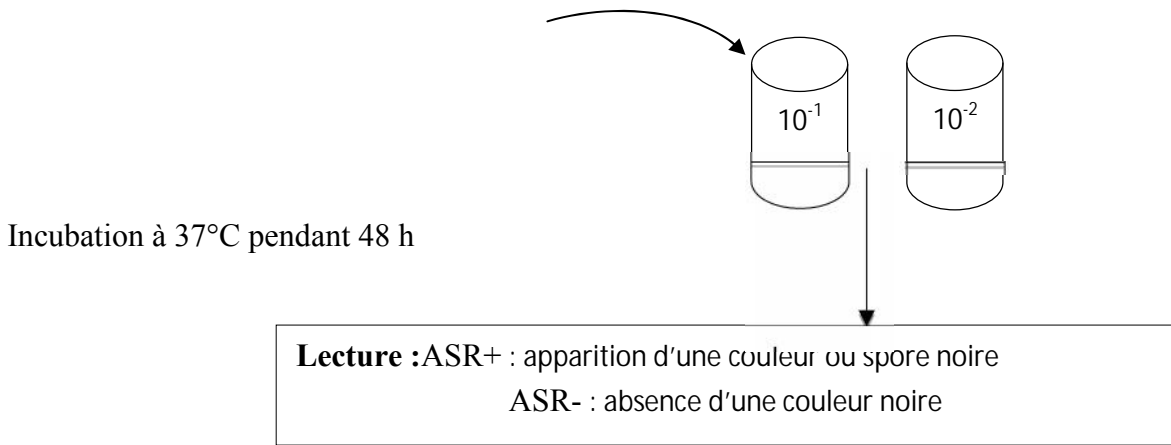 10⁻¹ 10⁻²
Incubation à 37°C pendant 48 h
Lecture :ASR+ : apparition d'une couleur ou spore noire
ASR- : absence d'une couleur noire